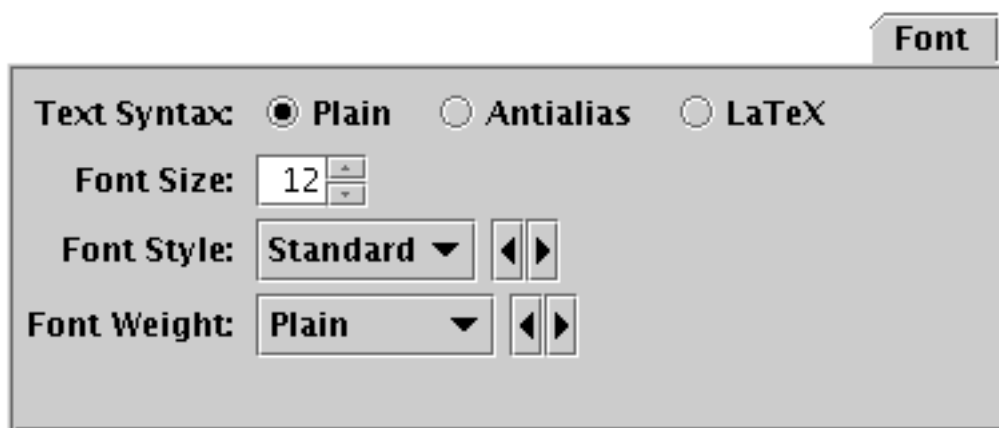 Font
Text Syntax: Plain Antialias LaTeX
Font Size: 12
Font Style: Standard
Font Weight: Plain